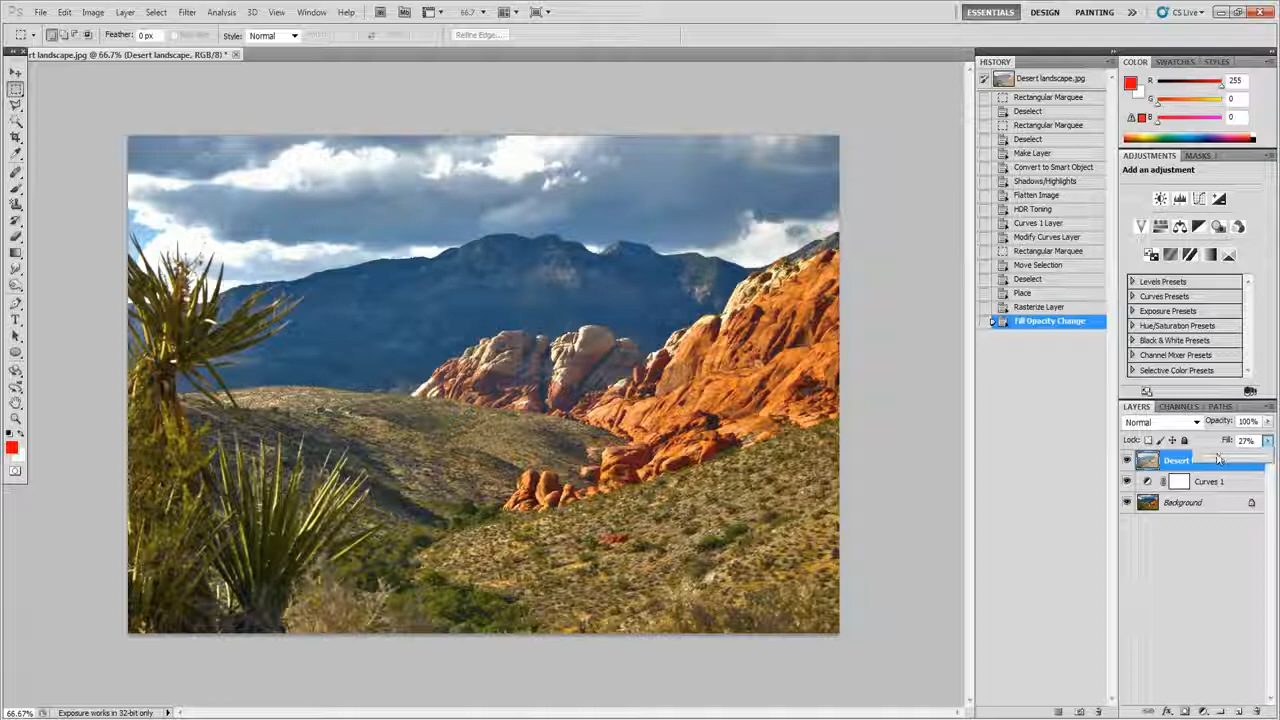 Ps File Edit Image Layer Select Filter Analysis 3D View Window Help Mb 66.7 ESSENTIALS DESIGN PAINTING CS Live
Feather: 0 px Style: Normal Refine Edge...
rt landscape.jpg @ 66.7% (Desert landscape, RGB/8) *
HISTORY
Desert landscape.jpg
Rectangular Marquee
Deselect
Rectangular Marquee
Deselect
Make Layer
Convert to Smart Object
Shadows/Highlights
Flatten Image
HDR Toning
Curves 1 Layer
Modify Curves Layer
Rectangular Marquee
Move Selection
Deselect
Place
Rasterize Layer
Fill Opacity Change
COLOR SWATCHES STYLES
R 255
G 0
B 0
ADJUSTMENTS MASKS
Add an adjustment
Levels Presets
Curves Presets
Exposure Presets
Hue/Saturation Presets
Black & White Presets
Channel Mixer Presets
Selective Color Presets
LAYERS CHANNELS PATHS
Normal Opacity: 100%
Lock: Fill: 27%
Desert
Curves 1
Background
66.67% Exposure works in 32-bit only